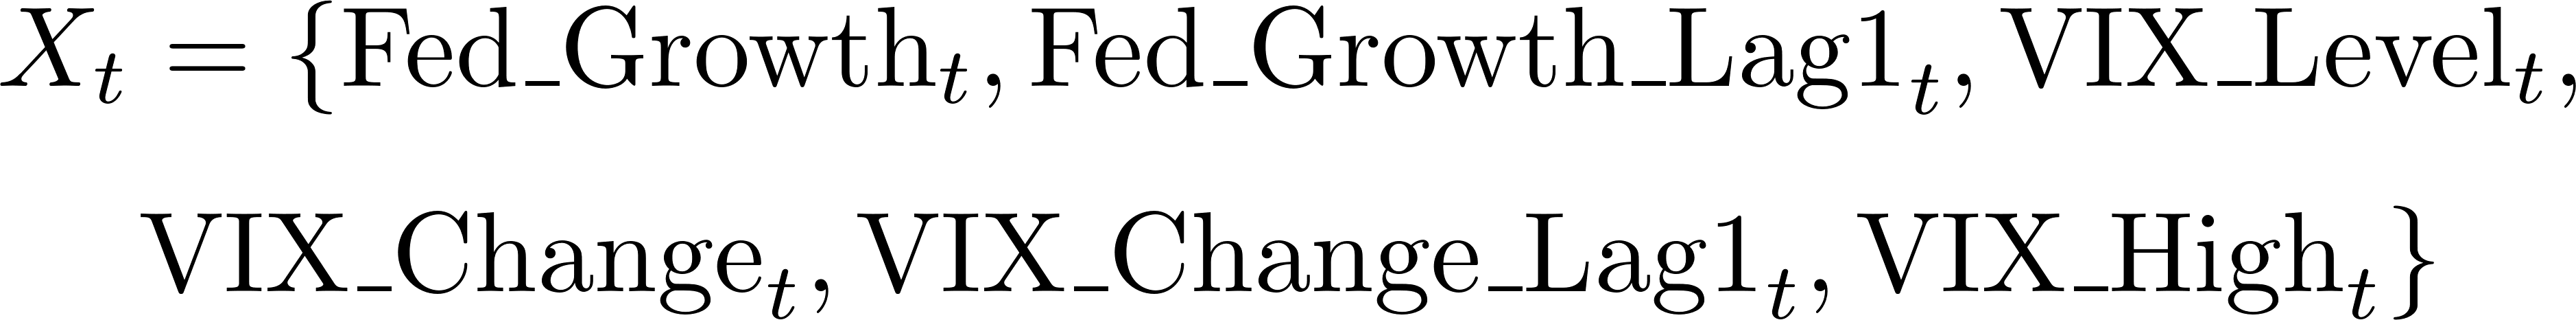 X_t = {Fed_Growth_t, Fed_Growth_Lag1_t, VIX_Level_t,
VIX_Change_t, VIX_Change_Lag1_t, VIX_High_t}